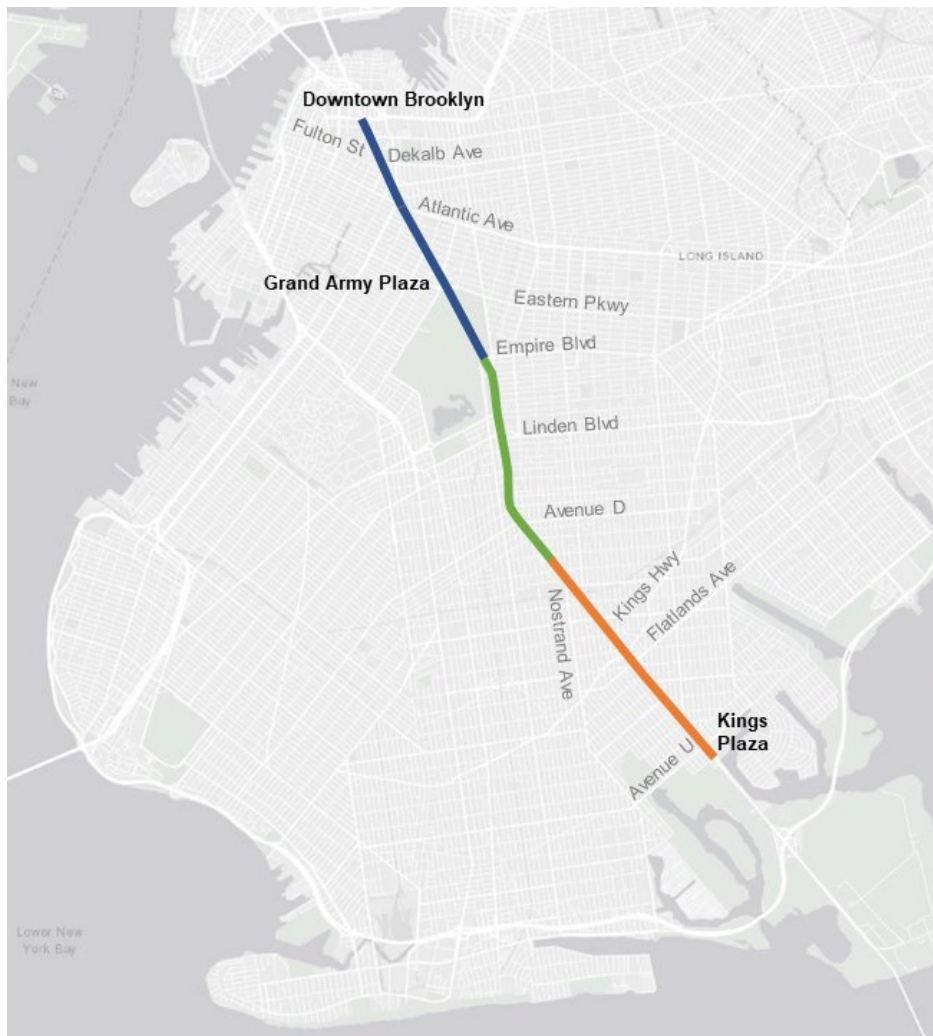 Downtown Brooklyn
Fulton St
Dekalb Ave
Atlantic Ave
LONG ISLAND
Grand Army Plaza
Eastern Pkwy
Empire Blvd
New
Bay
Linden Blvd
Avenue D
Kings Hwy
Flatlands Ave
Nostrand Ave
Kings
Plaza
Avenue U
Lower New
York Bay